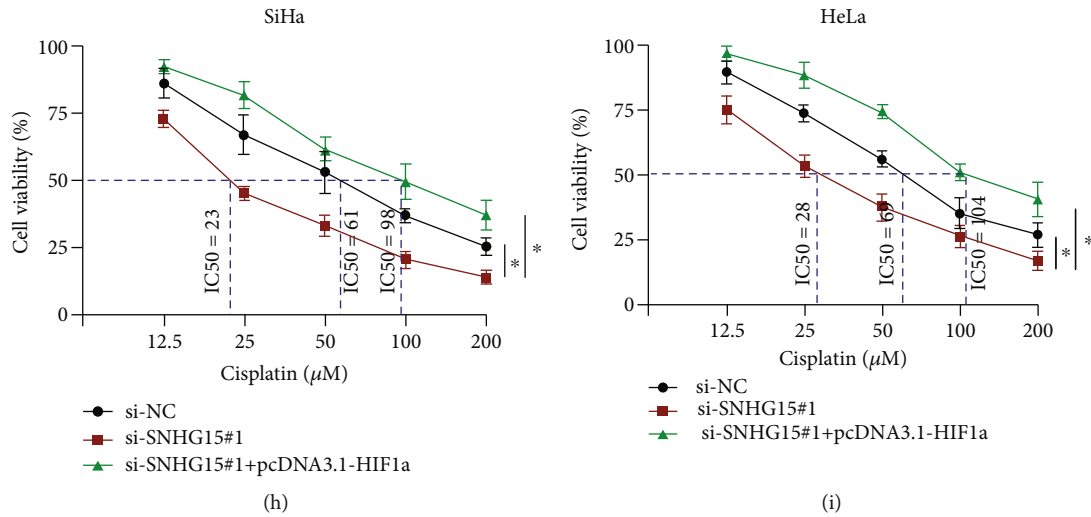 SiHa
Cell viability (%)
100
75
50
25
0
IC50 = 23
IC50 = 61
IC50 = 98
*
*
12.5 25 50 100 200
Cisplatin (μM)
si-NC
si-SNHG15#1
si-SNHG15#1+pcDNA3.1-HIF1a
(h)
HeLa
Cell viability (%)
100
75
50
25
0
IC50 = 28
IC50 = 69
IC50 = 104
*
*
12.5 25 50 100 200
Cisplatin (μM)
si-NC
si-SNHG15#1
si-SNHG15#1+pcDNA3.1-HIF1a
(i)